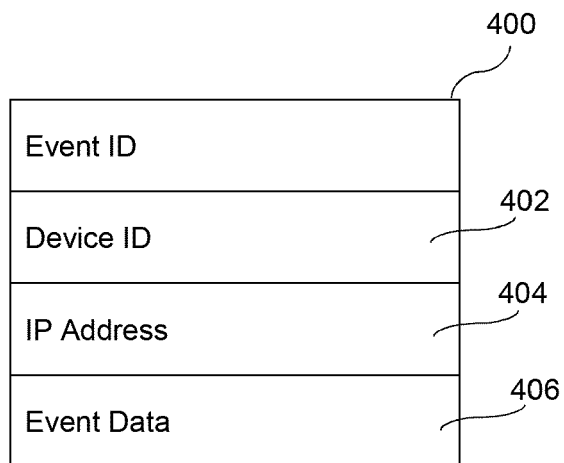 400
Event ID
402
Device ID
404
IP Address
406
Event Data